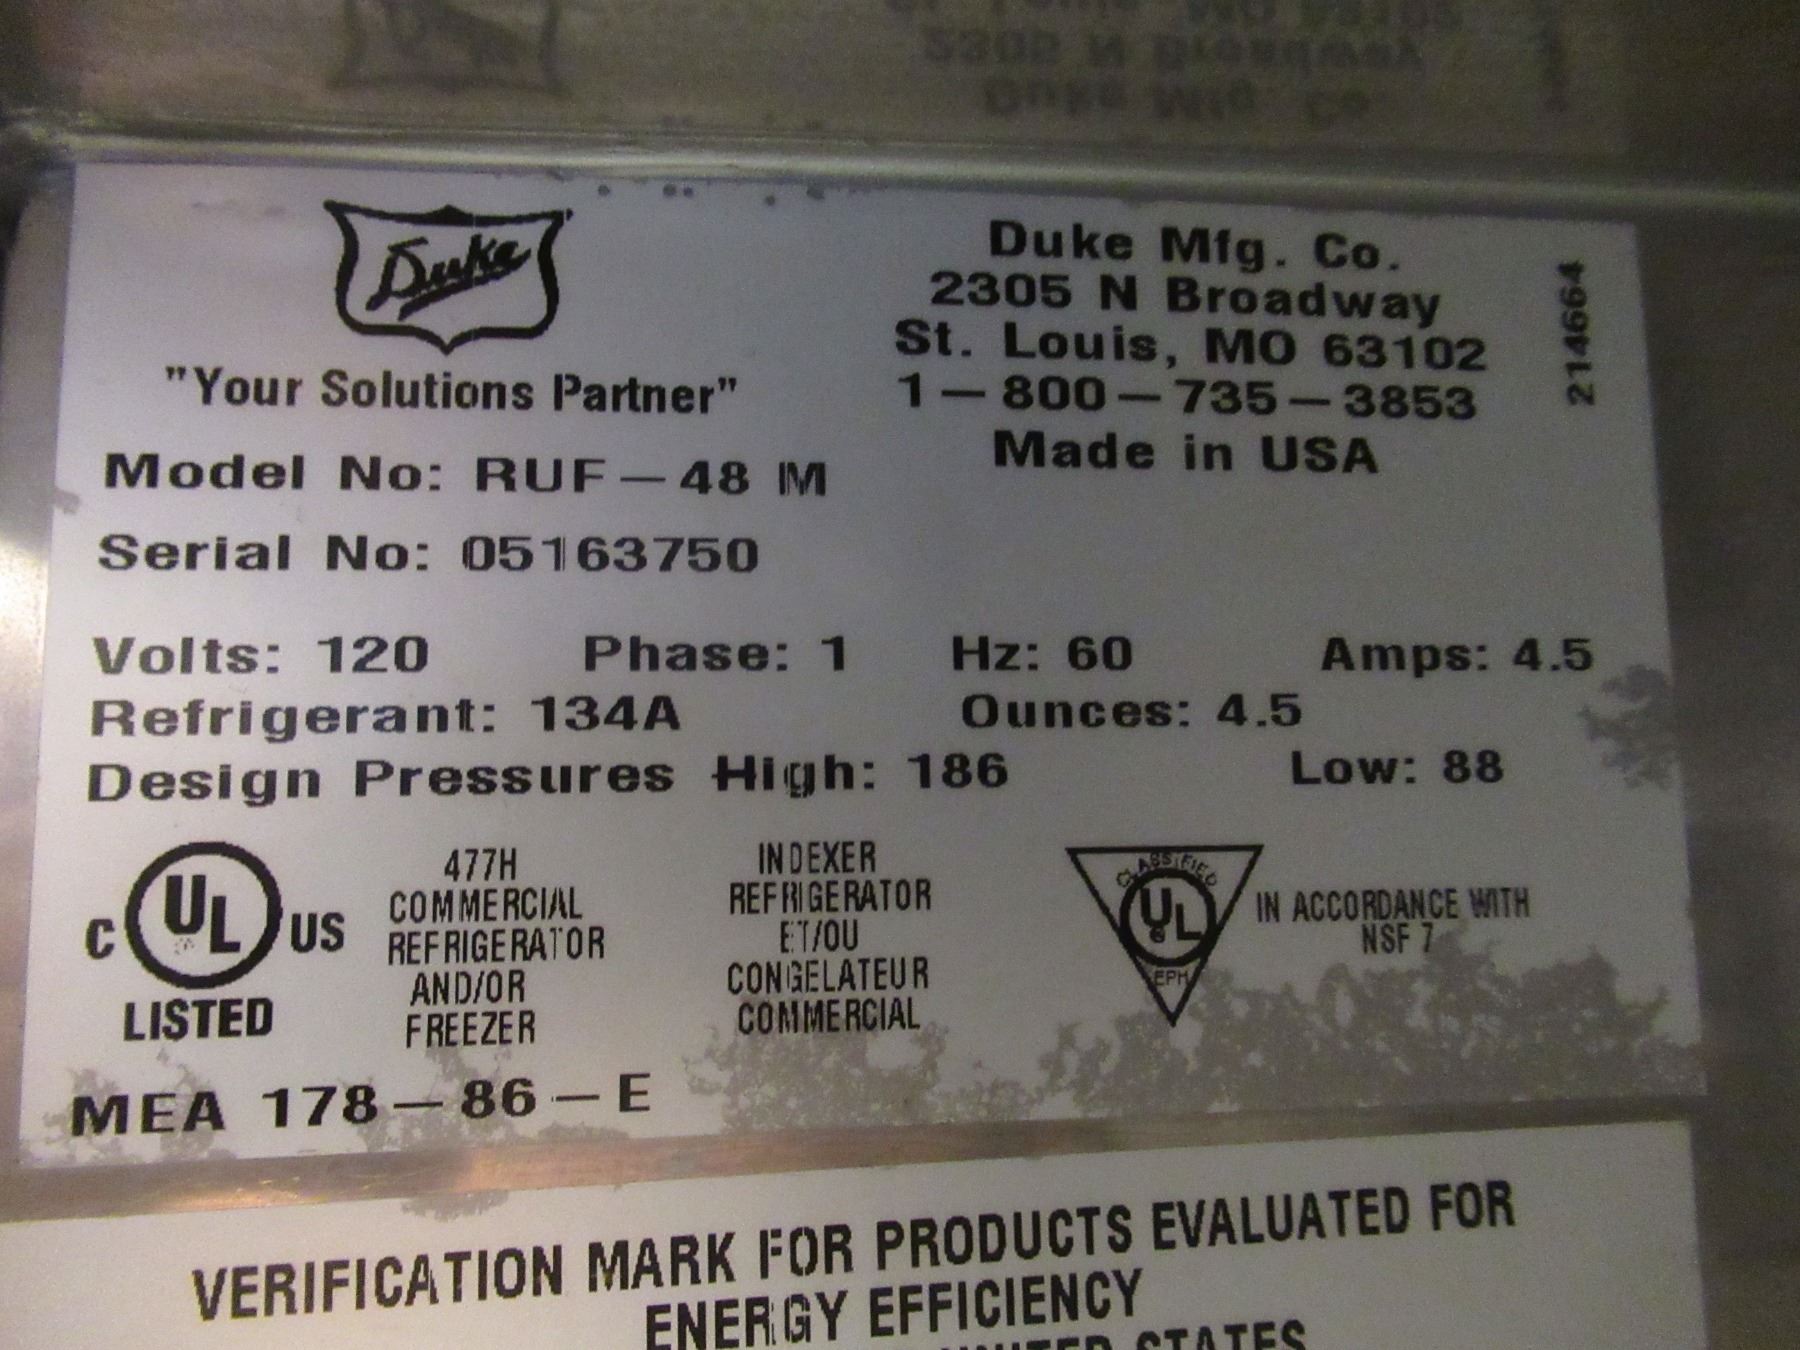 Duke
"Your Solutions Partner"
Duke Mfg. Co.
2305 N Broadway
St. Louis, MO 63102
1-800-735-3853
Made in USA
214664
Model No: RUF-48 M
Serial No: 05163750
Volts: 120 Phase: 1 Hz: 60 Amps: 4.5
Refrigerant: 134A Ounces: 4.5
Design Pressures High: 186 Low: 88
C UL US
LISTED
477H
COMMERCIAL
REFRIGERATOR
AND/OR
FREEZER
INDEXER
REFRIGERATOR
ET/OU
CONGELATEUR
COMMERCIAL
CLASSIFIED
UL
EPH
IN ACCORDANCE WITH
NSF 7
MEA 178-86-E
VERIFICATION MARK FOR PRODUCTS EVALUATED FOR
ENERGY EFFICIENCY
UNITED STATES